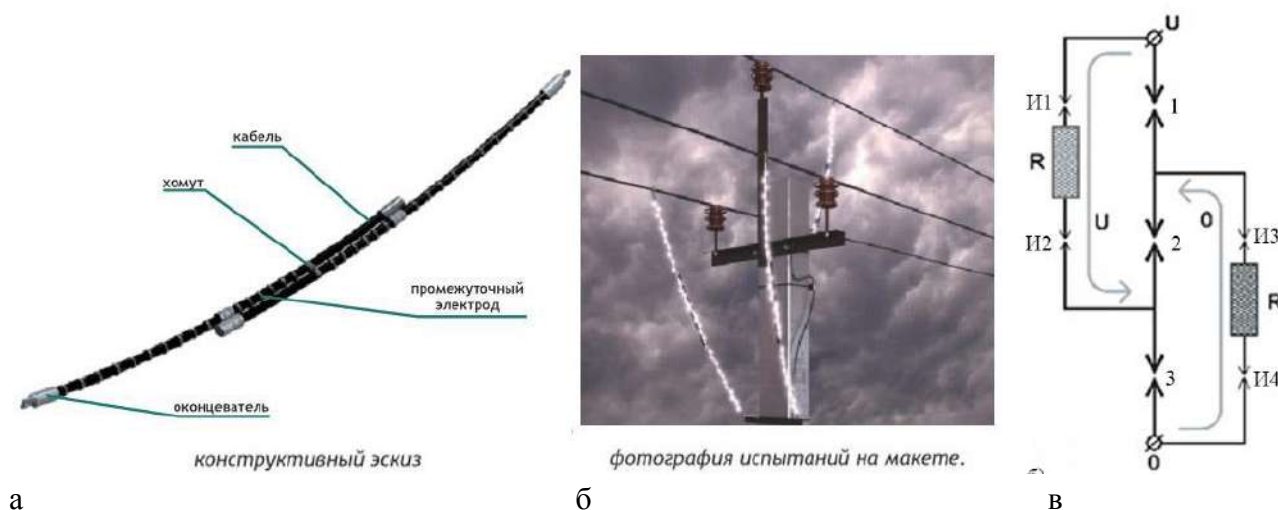 кабель
хомут
промежуточный
электрод
оконцеватель
конструктивный эскиз
фотография испытаний на макете.
U
И1
1
R
U
0
И2
2
И3
R
3
И4
0
а
б
в